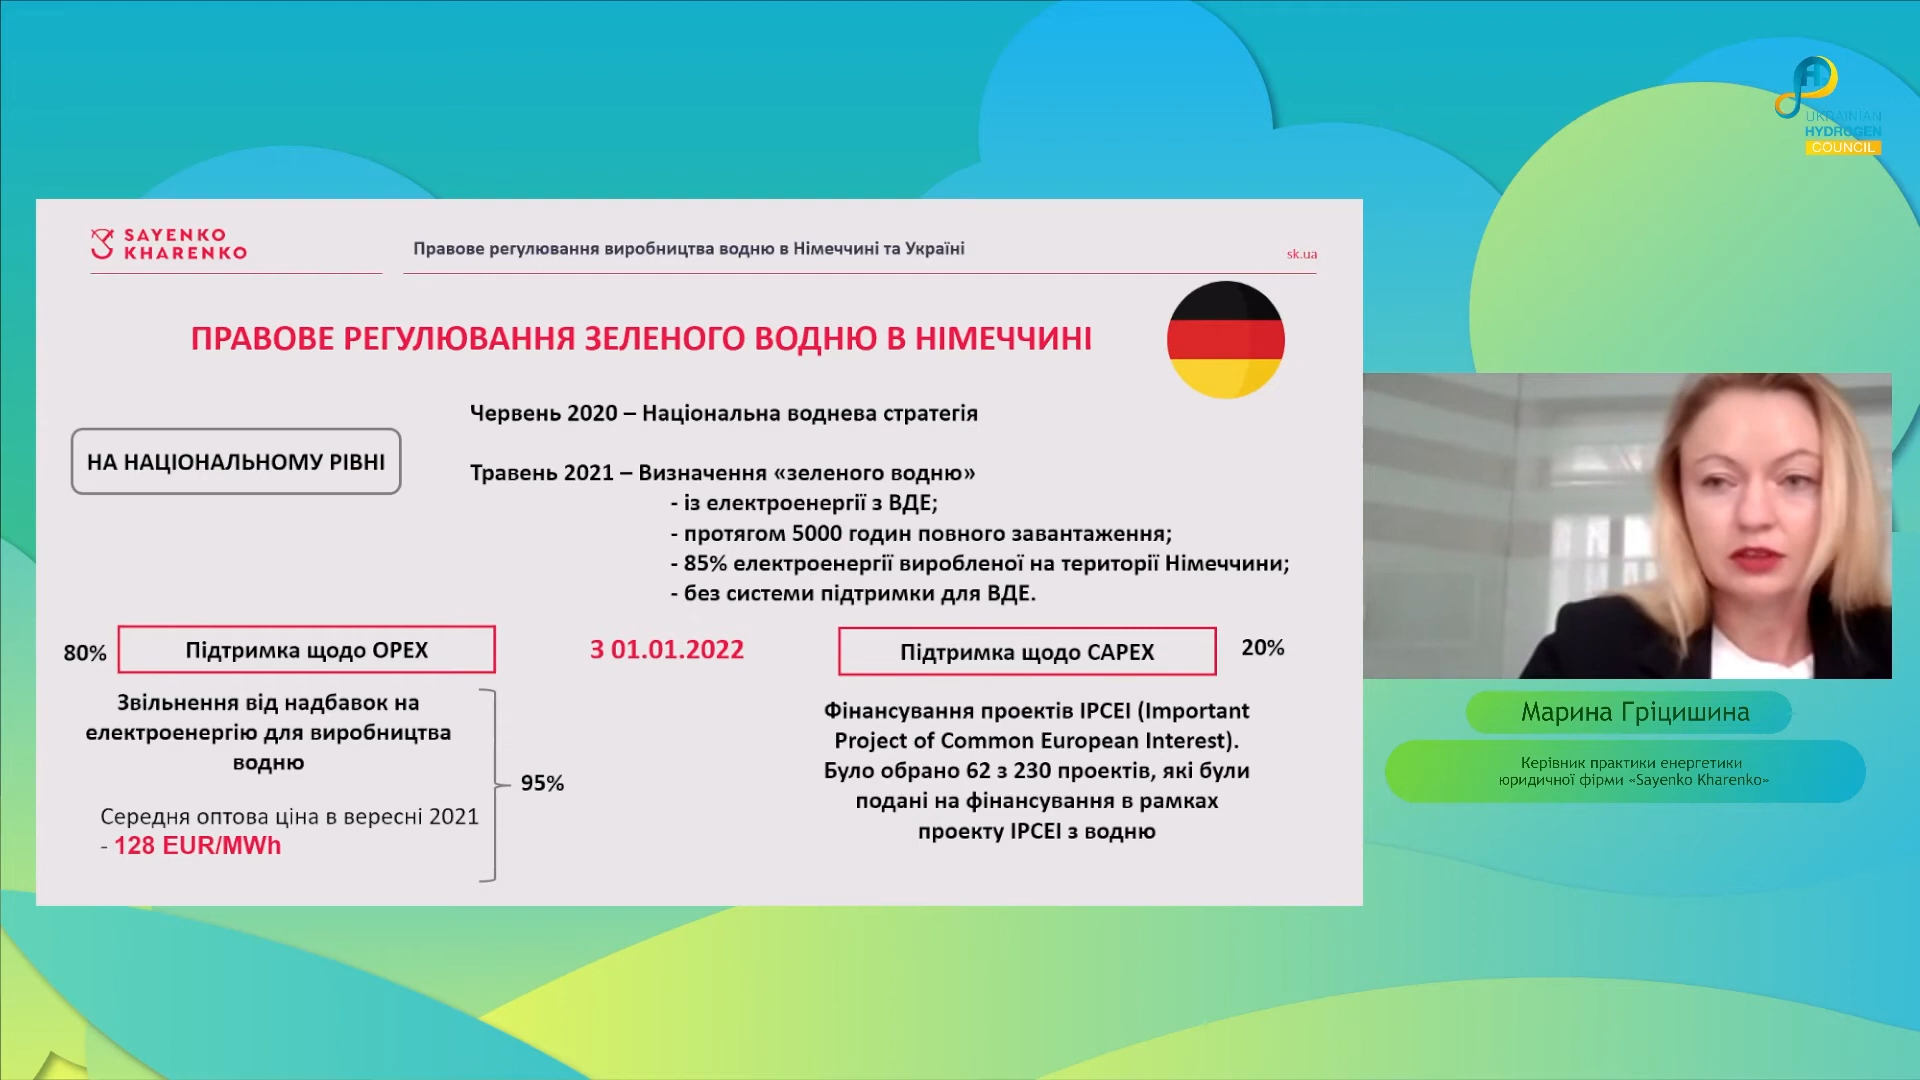 UKRAINIAN
HYDROGEN
COUNCIL
SAYENKO
KHARENKO
Правове регулювання виробництва водню в Німеччині та Україні
sk.ua
ПРАВОВЕ РЕГУЛЮВАННЯ ЗЕЛЕНОГО ВОДНЮ В НІМЕЧЧИНІ
НА НАЦІОНАЛЬНОМУ РІВНІ
Червень 2020 – Національна воднева стратегія
Травень 2021 – Визначення «зеленого водню»
- із електроенергії з ВДЕ;
- протягом 5000 годин повного завантаження;
- 85% електроенергії виробленої на території Німеччини;
- без системи підтримки для ВДЕ.
80%
Підтримка щодо OPEX
З 01.01.2022
Підтримка щодо CAPEX
20%
Звільнення від надбавок на
електроенергію для виробництва
водню
Середня оптова ціна в вересні 2021
- 128 EUR/MWh
95%
Фінансування проектів IPCEI (Important
Project of Common European Interest).
Було обрано 62 з 230 проектів, які були
подані на фінансування в рамках
проекту IPCEI з водню
Марина Гріцишина
Керівник практики енергетики
юридичної фірми «Sayenko Kharenko»